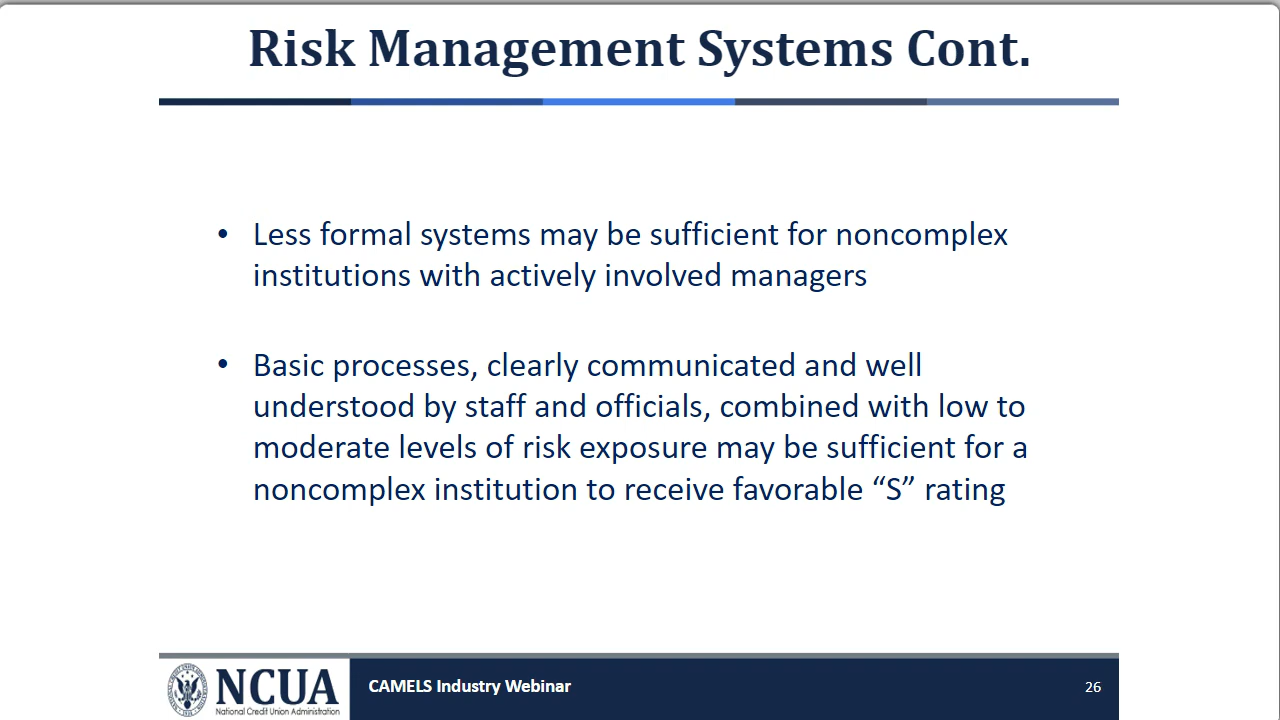 Risk Management Systems Cont.
• Less formal systems may be sufficient for noncomplex
institutions with actively involved managers
• Basic processes, clearly communicated and well
understood by staff and officials, combined with low to
moderate levels of risk exposure may be sufficient for a
noncomplex institution to receive favorable “S” rating
NCUA
National Credit Union Administration
CAMELS Industry Webinar
26